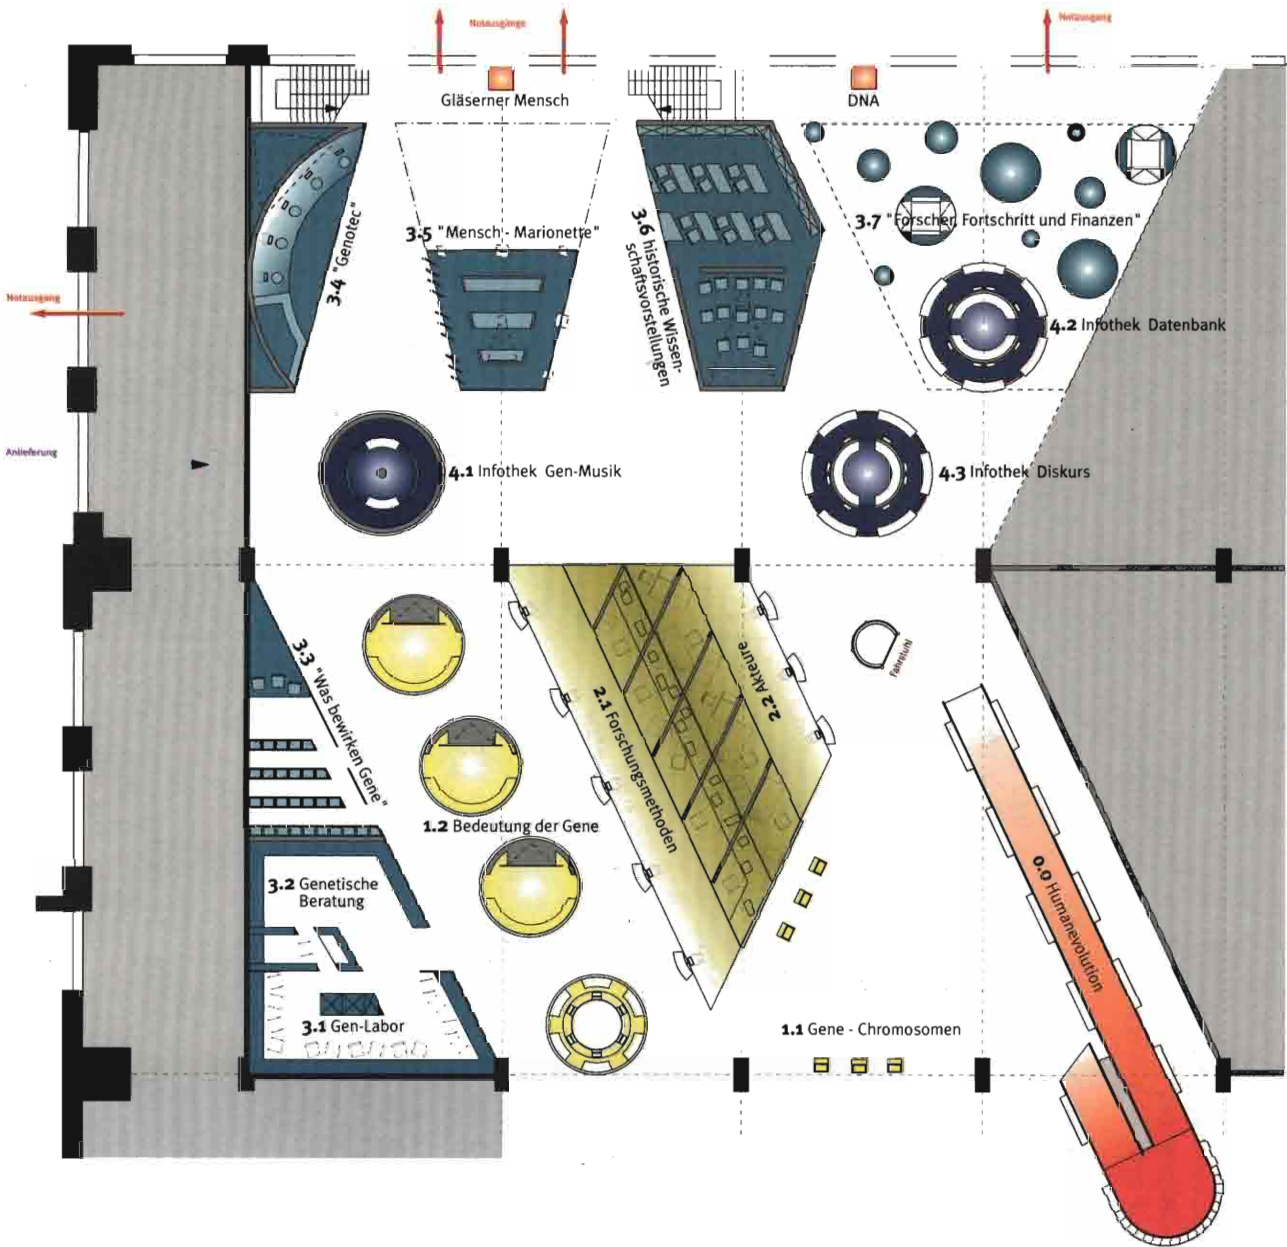 Notausgänge
Notausgang
Gläserner Mensch
DNA
3.4 "Genotec"
3.5 "Mensch - Marionette"
3.6 historische Wissen-
schaftsvorstellungen
3.7 "Forscher, Fortschritt und Finanzen"
Notausgang
4.2 Infothek Datenbank
Anlieferung
4.1 Infothek Gen-Musik
4.3 Infothek Diskurs
3.3 "Was bewirken Gene"
2.1 Forschungsmethoden
2.2 Akteure
Fahrstuhl
1.2 Bedeutung der Gene
3.2 Genetische
Beratung
0.0 Humanevolution
3.1 Gen-Labor
1.1 Gene - Chromosomen